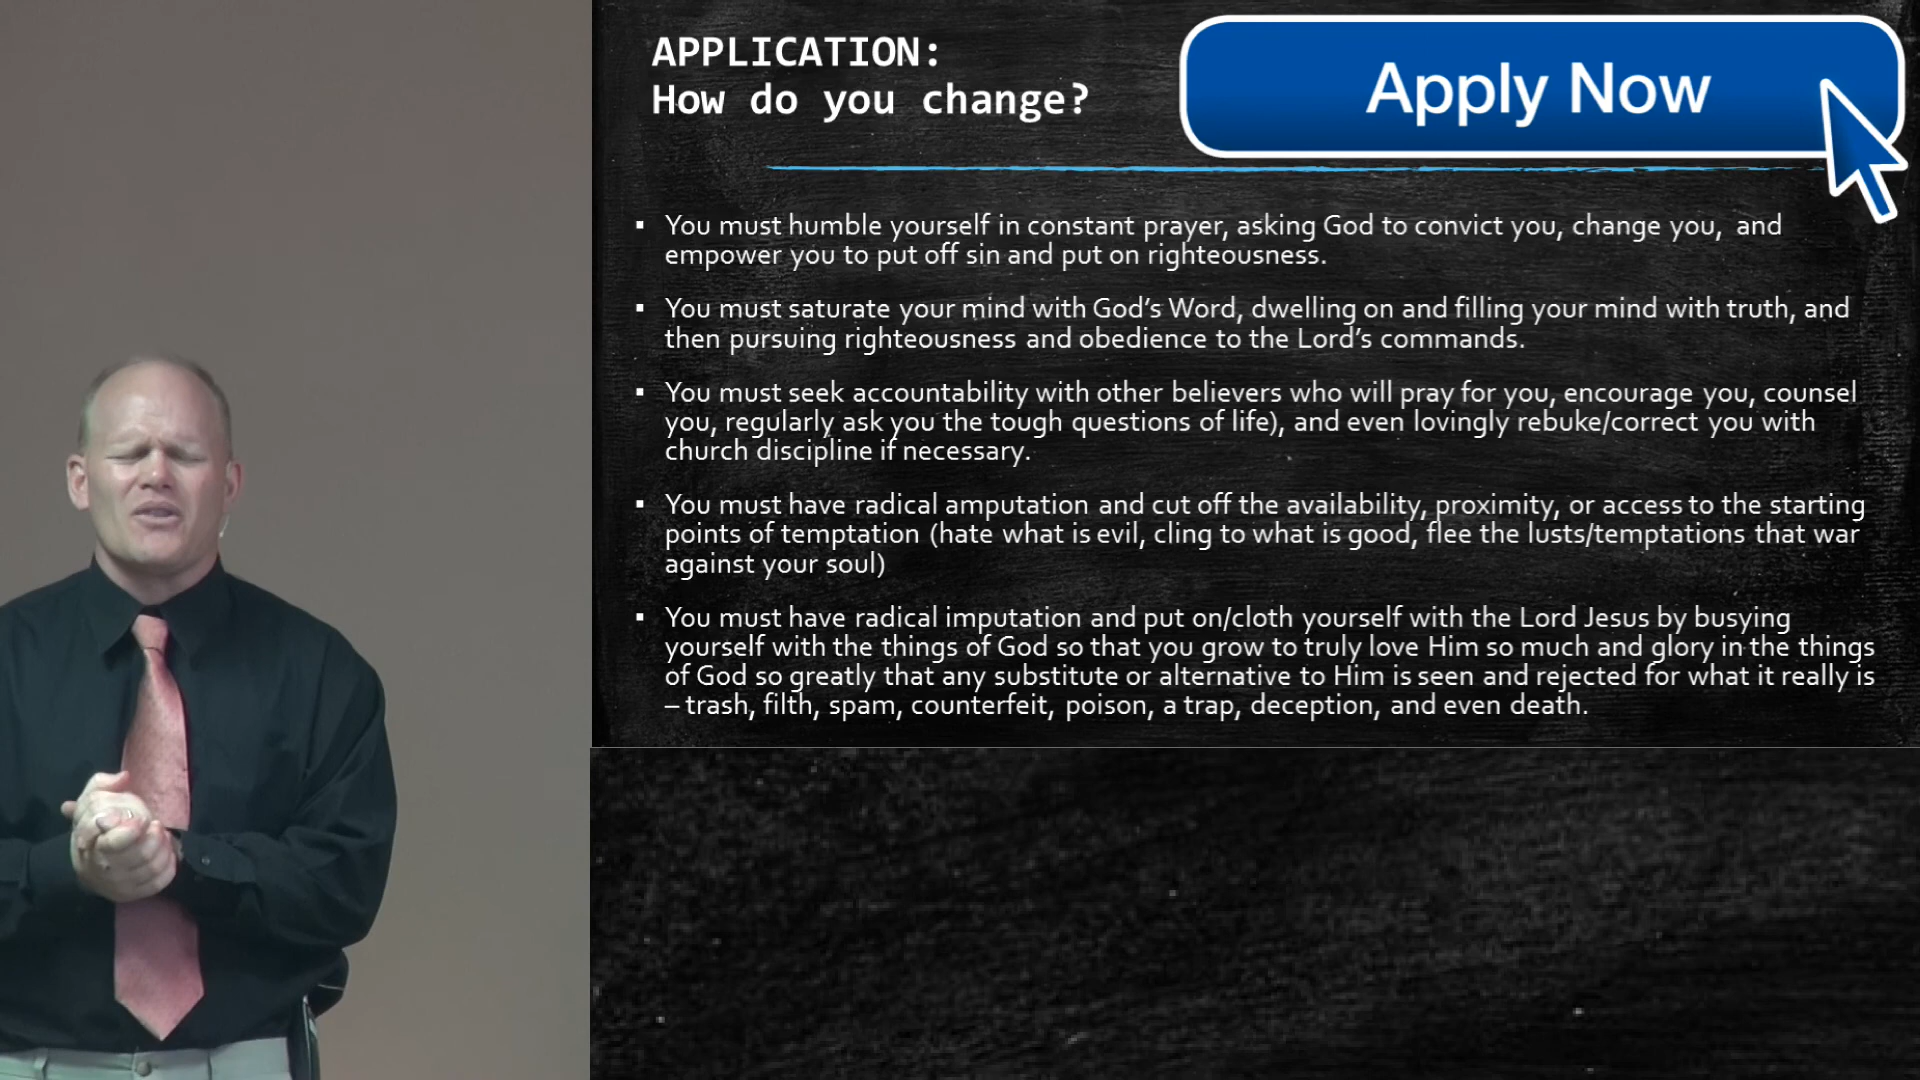 APPLICATION:
How do you change?
Apply Now
▪ You must humble yourself in constant prayer, asking God to convict you, change you, and
empower you to put off sin and put on righteousness.
▪ You must saturate your mind with God's Word, dwelling on and filling your mind with truth, and
then pursuing righteousness and obedience to the Lord's commands.
▪ You must seek accountability with other believers who will pray for you, encourage you, counsel
you, regularly ask you the tough questions of life), and even lovingly rebuke/correct you with
church discipline if necessary.
▪ You must have radical amputation and cut off the availability, proximity, or access to the starting
points of temptation (hate what is evil, cling to what is good, flee the lusts/temptations that war
against your soul)
▪ You must have radical imputation and put on/cloth yourself with the Lord Jesus by busying
yourself with the things of God so that you grow to truly love Him so much and glory in the things
of God so greatly that any substitute or alternative to Him is seen and rejected for what it really is
– trash, filth, spam, counterfeit, poison, a trap, deception, and even death.